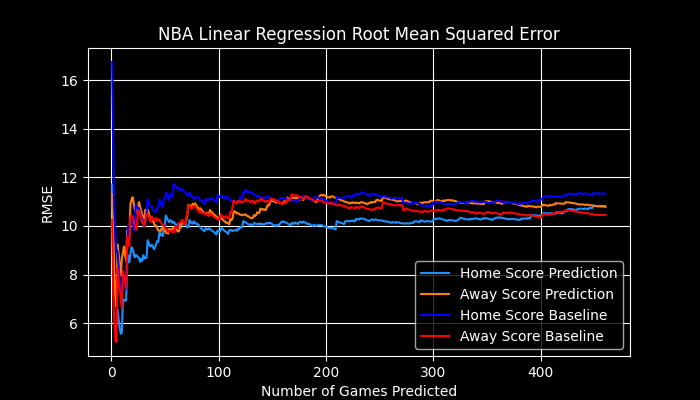 NBA Linear Regression Root Mean Squared Error
RMSE
16
14
12
10
8
6
0
100
200
300
400
Number of Games Predicted
Home Score Prediction
Away Score Prediction
Home Score Baseline
Away Score Baseline